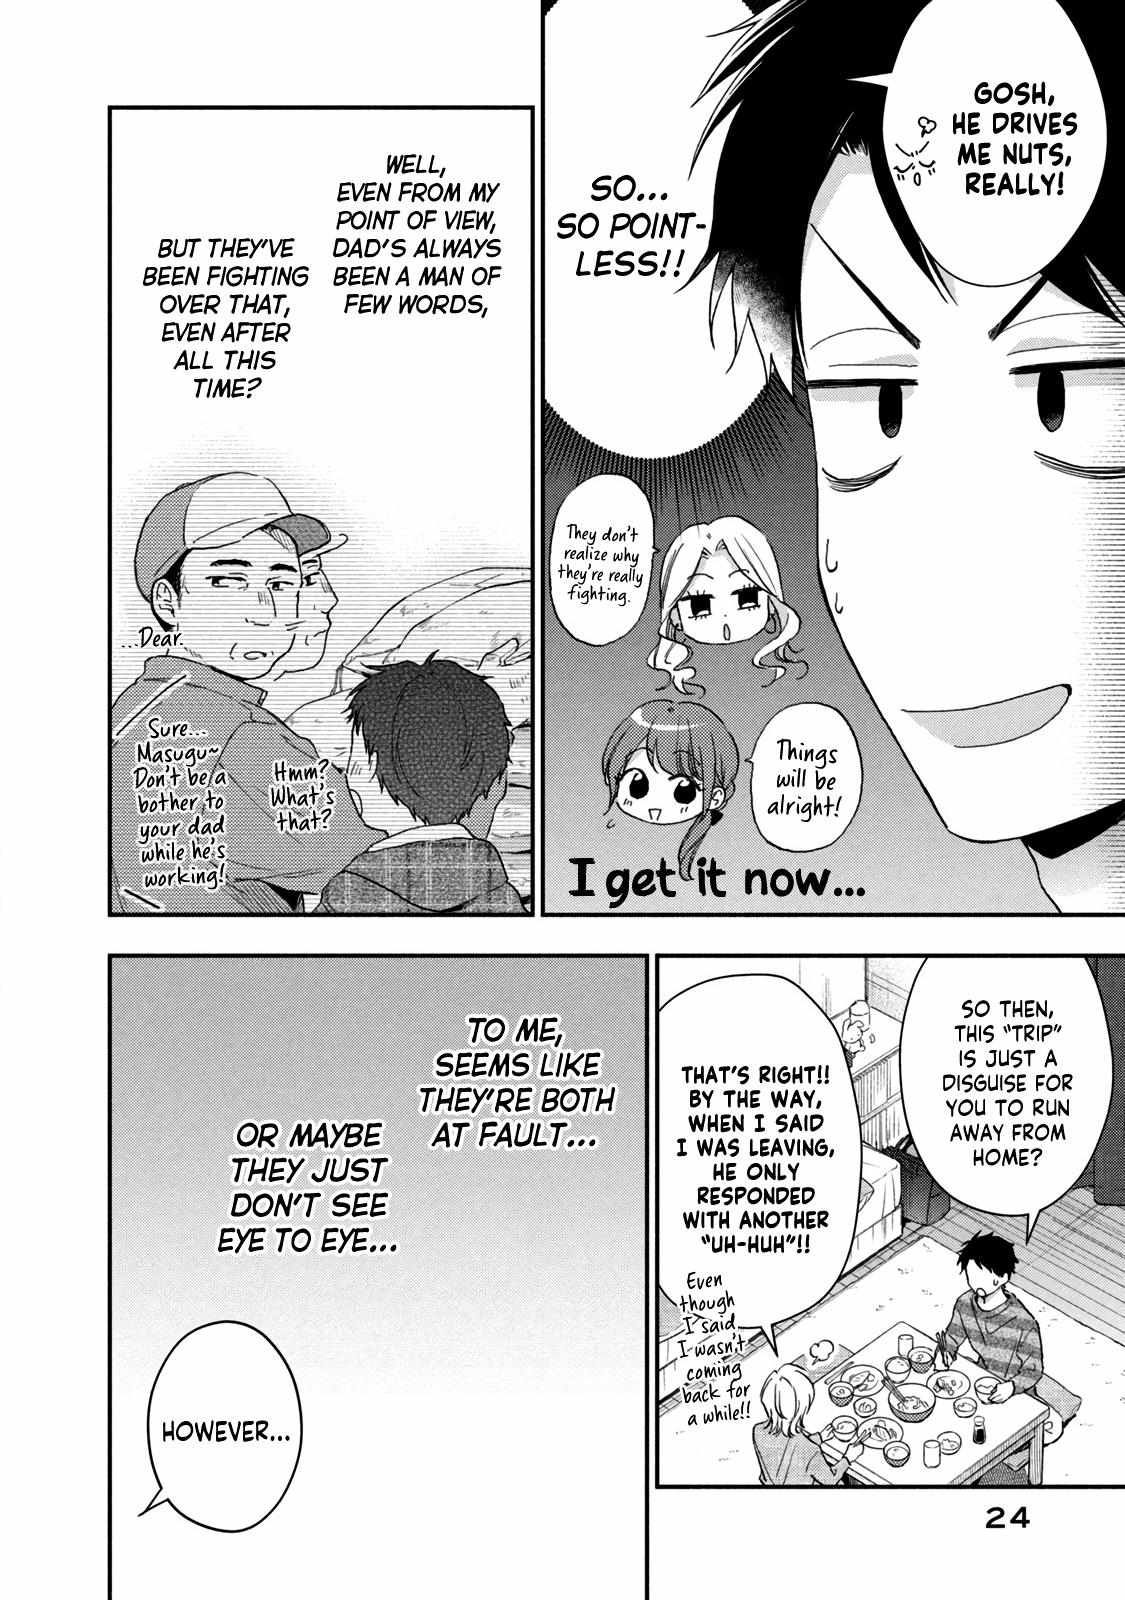 GOSH,
HE DRIVES
ME NUTS,
REALLY!
SO...
SO POINT-
LESS!!
They don't
realize why
they're really
fighting.
Things
will be
alright!
I get it now...
WELL,
EVEN FROM MY
POINT OF VIEW,
DAD'S ALWAYS
BEEN A MAN OF
FEW WORDS,
BUT THEY'VE
BEEN FIGHTING
OVER THAT,
EVEN AFTER
ALL THIS
TIME?
...Dear.
Hmm?
What's
that?
Sure...
Masugu~
Don't be a
bother to
your dad
while he's
working!
SO THEN,
THIS "TRIP"
IS JUST A
DISGUISE FOR
YOU TO RUN
AWAY FROM
HOME?
THAT'S RIGHT!!
BY THE WAY,
WHEN I SAID
I WAS LEAVING,
HE ONLY
RESPONDED
WITH ANOTHER
"UH-HUH"!!
Even
though
I said
I wasn't
coming
back for
a while!!
TO ME,
SEEMS LIKE
THEY'RE BOTH
AT FAULT...
OR MAYBE
THEY JUST
DON'T SEE
EYE TO EYE...
HOWEVER...
24